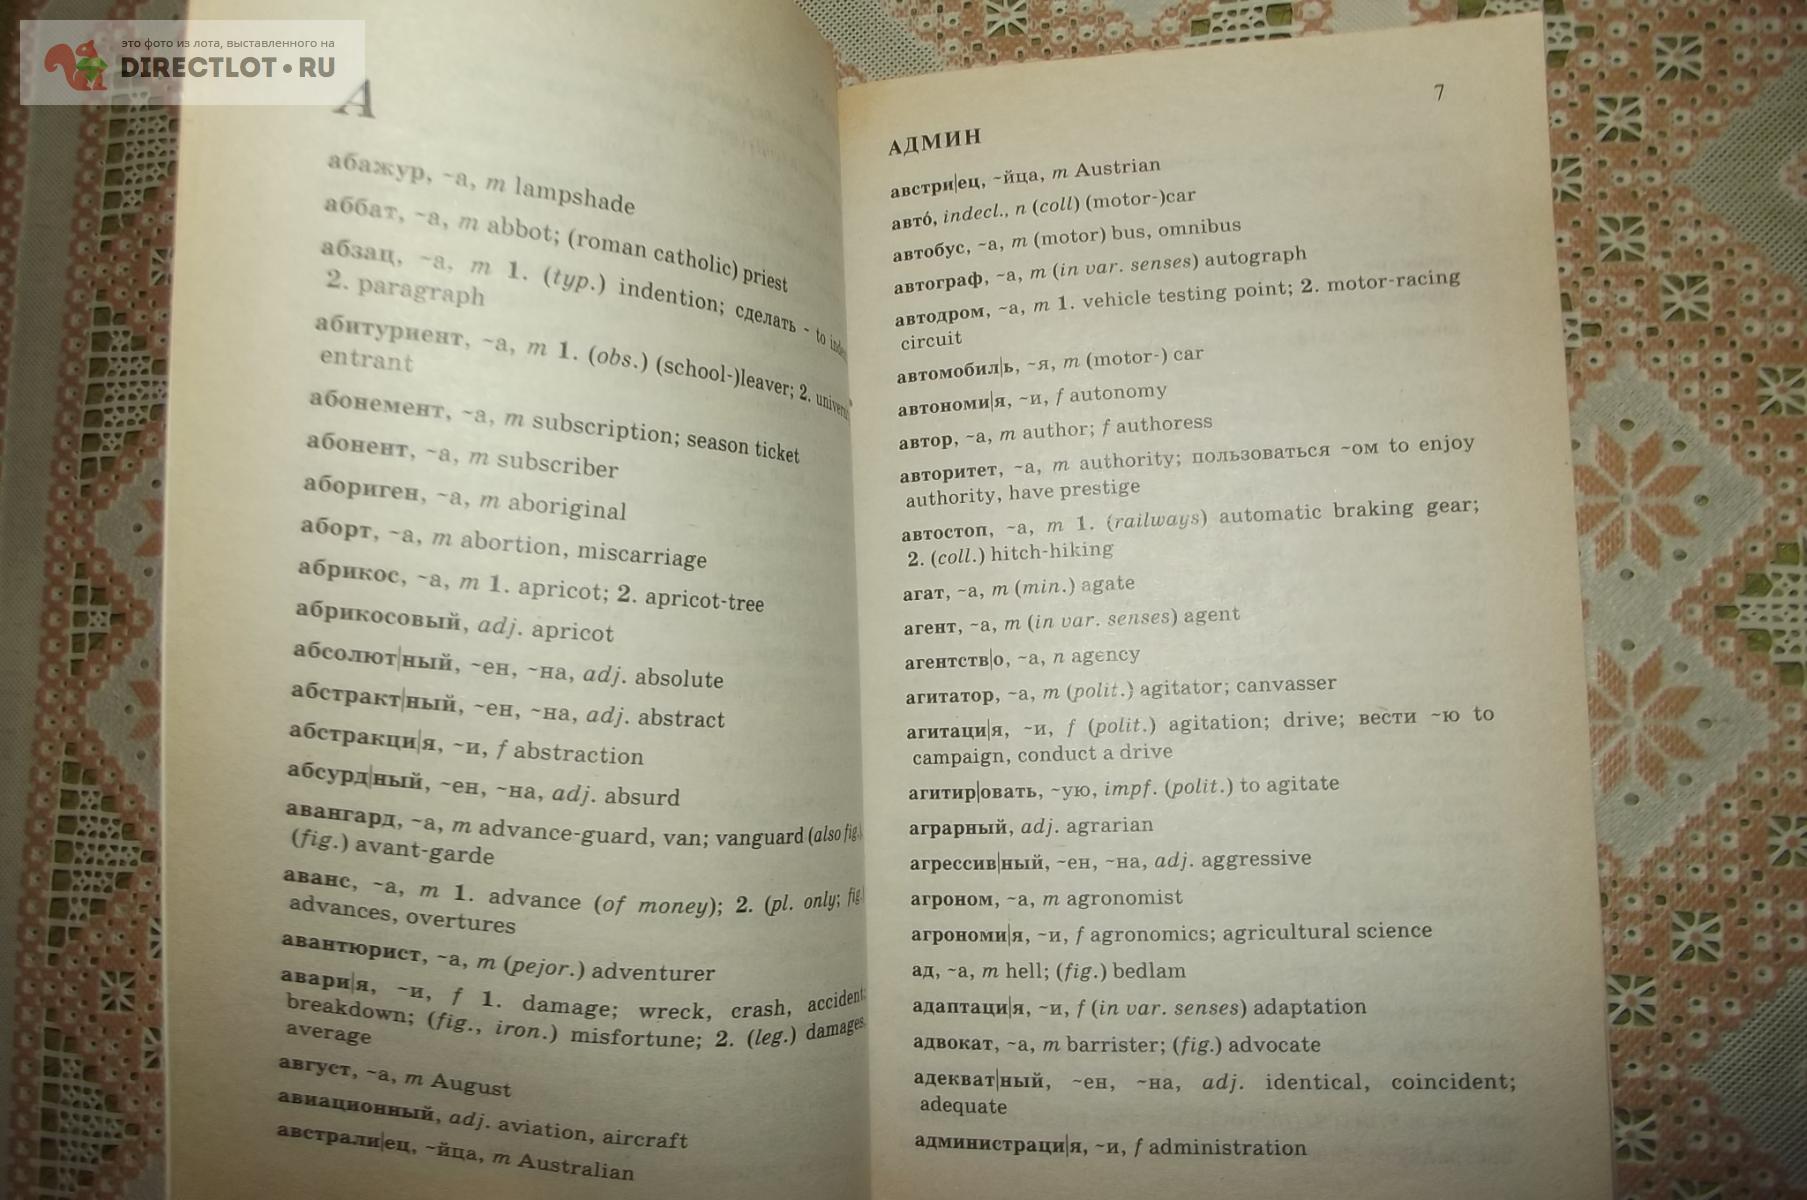 это фото из лота, выставленного на
DIRECTLOT•RU
А
абажур, ~а, m lampshade
аббат, ~а, m abbot; (roman catholic) priest
абзац, ~а, m 1. (typ.) indention; сделать ~ to
2. paragraph
абитуриент, ~а, m 1. (obs.) (school-)leaver; 2.
entrant
абонемент, ~а, m subscription; season ticket
абонент, ~а, m subscriber
абориген, ~а, m aboriginal
аборт, ~а, m abortion, miscarriage
абрикос, ~а, m 1. apricot; 2. apricot-tree
абрикосовый, adj. apricot
абсолют|ный, ~ен, ~на, adj. absolute
абстракт|ный, ~ен, ~на, adj. abstract
абстракци|я, ~и, f abstraction
абсурд|ный, ~ен, ~на, adj. absurd
авангард, ~а, m advance-guard, van; vanguard (also fig.)
(fig.) avant-garde
аванс, ~а, m 1. advance (of money); 2. (pl. only; fig.)
advances, overtures
авантюрист, ~а, m (pejor.) adventurer
авари|я, ~и, f 1. damage; wreck, crash, accident;
breakdown; (fig., iron.) misfortune; 2. (leg.) damages,
average
август, ~а, m August
авиационный, adj. aviation, aircraft
австрали|ец, ~йца, m Australian
7
АДМИН
австри|ец, ~йца, m Austrian
авто́, indecl., n (coll) (motor-)car
автобус, ~а, m (motor) bus, omnibus
автограф, ~а, m (in var. senses) autograph
автодром, ~а, m 1. vehicle testing point; 2. motor-racing
circuit
автомобил|ь, ~я, m (motor-) car
автономи|я, ~и, f autonomy
автор, ~а, m author; f authoress
авторитет, ~а, m authority; пользоваться ~ом to enjoy
authority, have prestige
автостоп, ~а, m 1. (railways) automatic braking gear;
2. (coll.) hitch-hiking
агат, ~а, m (min.) agate
агент, ~а, m (in var. senses) agent
агентств|о, ~а, n agency
агитатор, ~а, m (polit.) agitator; canvasser
агитаци|я, ~и, f (polit.) agitation; drive; вести ~ю to
campaign, conduct a drive
агитир|овать, ~ую, impf. (polit.) to agitate
аграрный, adj. agrarian
агрессив|ный, ~ен, ~на, adj. aggressive
агроном, ~а, m agronomist
агрономи|я, ~и, f agronomics; agricultural science
ад, ~а, m hell; (fig.) bedlam
адаптаци|я, ~и, f (in var. senses) adaptation
адвокат, ~а, m barrister; (fig.) advocate
адекват|ный, ~ен, ~на, adj. identical, coincident;
adequate
администраци|я, ~и, f administration